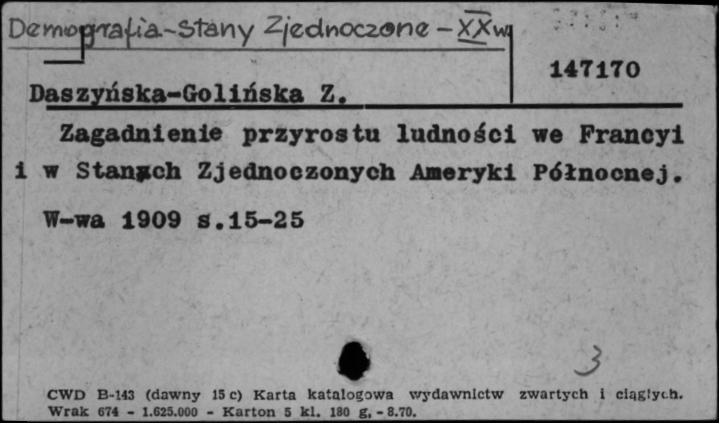 Demografia-Stany Zjednoczone - XXw
147170
Daszyńska-Golińska Z.
Zagadnienie przyrostu ludności we Francyi
i w Stanach Zjednoczonych Ameryki Północnej.
W-wa 1909 s.15-25
3
CWD B-143 (dawny 15 c) Karta katalogowa wydawnictw zwartych i ciągłych.
Wrak 674 - 1.625.000 - Karton 5 kl. 180 g. - 8.70.